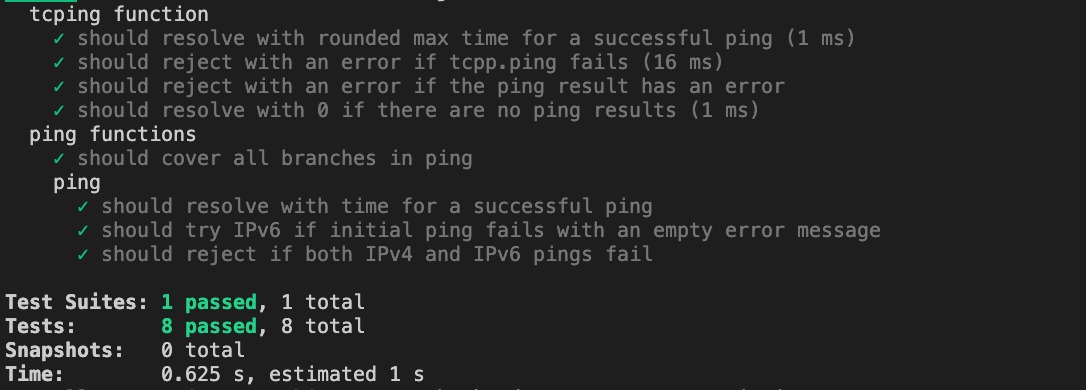 tcping function
✓ should resolve with rounded max time for a successful ping (1 ms)
✓ should reject with an error if tcpp.ping fails (16 ms)
✓ should reject with an error if the ping result has an error
✓ should resolve with 0 if there are no ping results (1 ms)
ping functions
✓ should cover all branches in ping
ping
✓ should resolve with time for a successful ping
✓ should try IPv6 if initial ping fails with an empty error message
✓ should reject if both IPv4 and IPv6 pings fail
Test Suites: 1 passed, 1 total
Tests:       8 passed, 8 total
Snapshots:   0 total
Time:        0.625 s, estimated 1 s